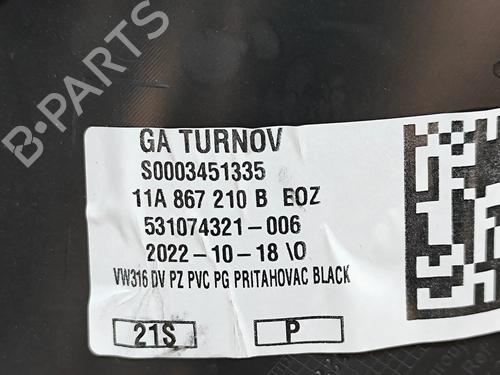 GA TURNOV
S0003451335
11A 867 210 B EOZ
531074321-006
2022-10-18 \O
VW316 DV PZ PVC PG PRITAHOVAC BLACK
21S P